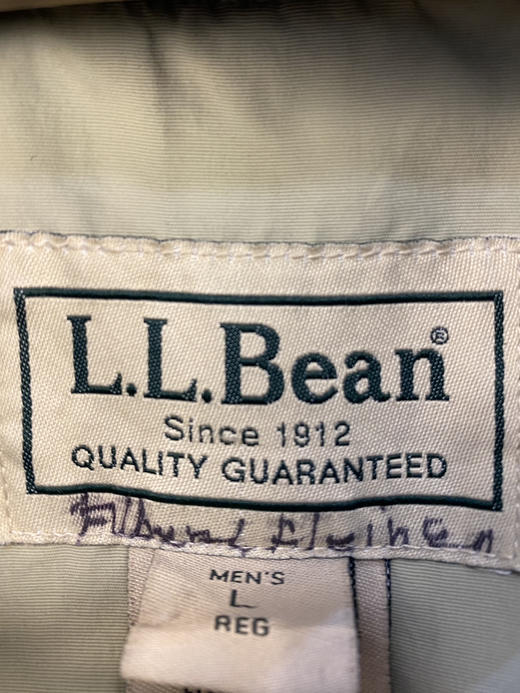 L.L.Bean®
Since 1912
QUALITY GUARANTEED
MEN'S
L
REG